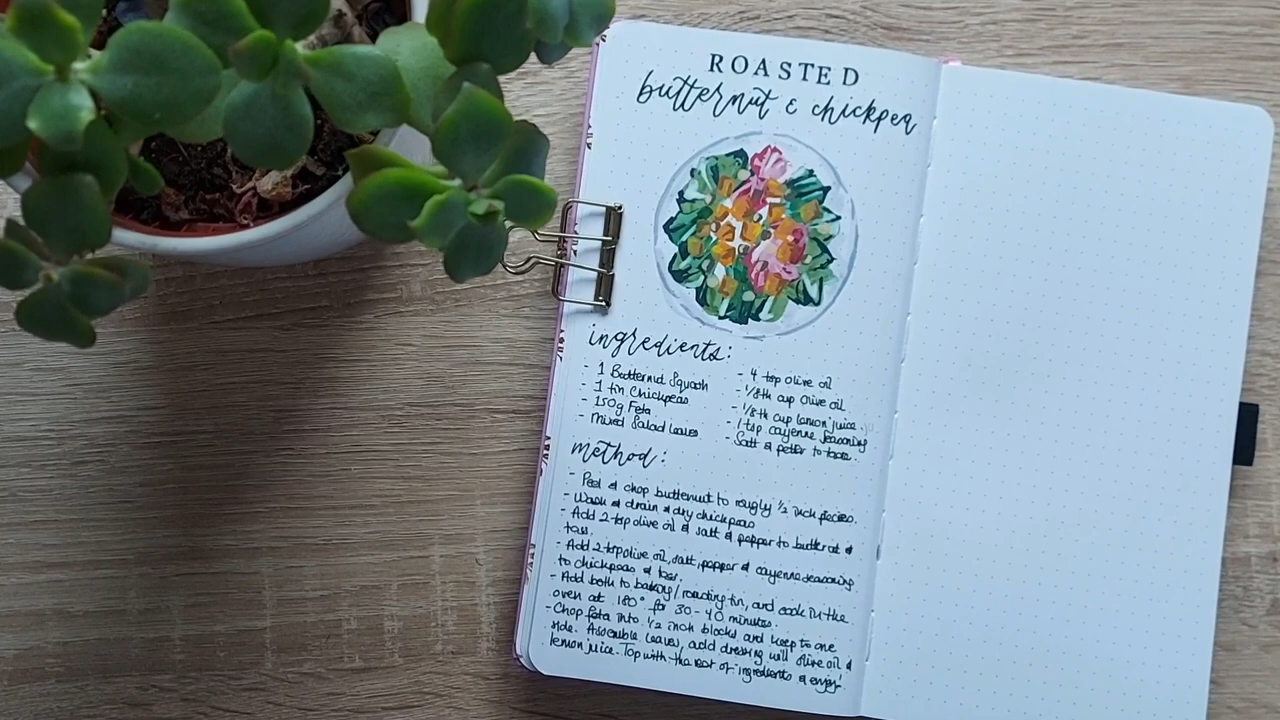 ROASTED
butternut & chickpea
ingredients:
- 1 Butternut Squash
- 1 tin Chickpeas
- 150g Feta
- Mixed Salad Leaves
- 4 tsp olive oil
- 1/8th cup Olive oil
- 1/8th cup lemon juice.
- 1 tsp cayenne seasoning
- Salt & pepper to taste.
method:
- Peel & chop butternut to roughly 1/2 inch pieces.
- Wash & drain & dry chickpeas
- Add 2 tsp olive oil & salt & pepper to butternut &
toss.
- Add 2 tsp olive oil, salt, pepper & cayenne seasoning
to chickpeas & toss.
- Add both to baking/roasting tin, and cook in the
oven at 180° for 30-40 minutes.
- Chop feta into 1/2 inch blocks and keep to one
side. Assemble leaves, add dressing will olive oil &
lemon juice. Top with the rest of ingredients & enjoy!